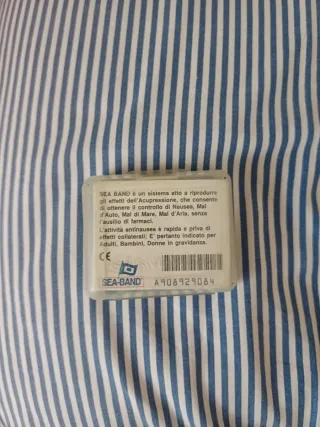 SEA BAND è un sistema atto a riprodurre
gli effetti dell'Acupressione, che consente
di ottenere il controllo di Nausea, Mal
d'Auto, Mal di Mare, Mal d'Aria, senza
l'ausilio di farmaci.
L'attività antinausea è rapida e priva di
effetti collaterali; E' pertanto indicato per
Adulti, Bambini, Donne in gravidanza.
CE
SEA-BAND
A908929084